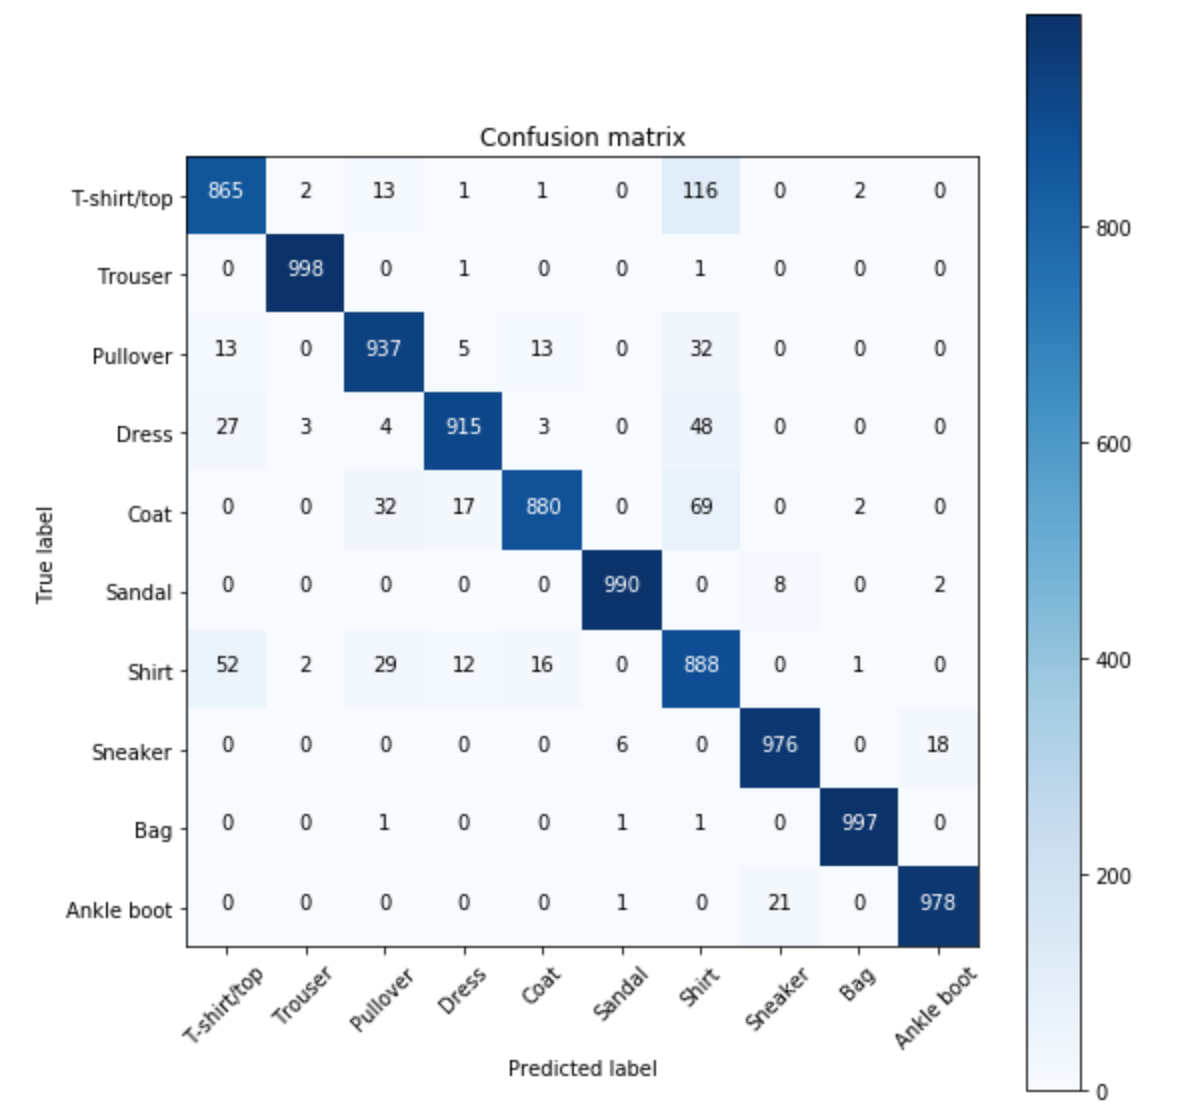 Confusion matrix
T-shirt/top 865 2 13 1 1 0 116 0 2 0
Trouser 0 998 0 1 0 0 1 0 0 0
Pullover 13 0 937 5 13 0 32 0 0 0
Dress 27 3 4 915 3 0 48 0 0 0
Coat 0 0 32 17 880 0 69 0 2 0
Sandal 0 0 0 0 0 990 0 8 0 2
Shirt 52 2 29 12 16 0 888 0 1 0
Sneaker 0 0 0 0 0 6 0 976 0 18
Bag 0 0 1 0 0 1 1 0 997 0
Ankle boot 0 0 0 0 0 1 0 21 0 978
True label
T-shirt/top Trouser Pullover Dress Coat Sandal Shirt Sneaker Bag Ankle boot
Predicted label
800
600
400
200
0